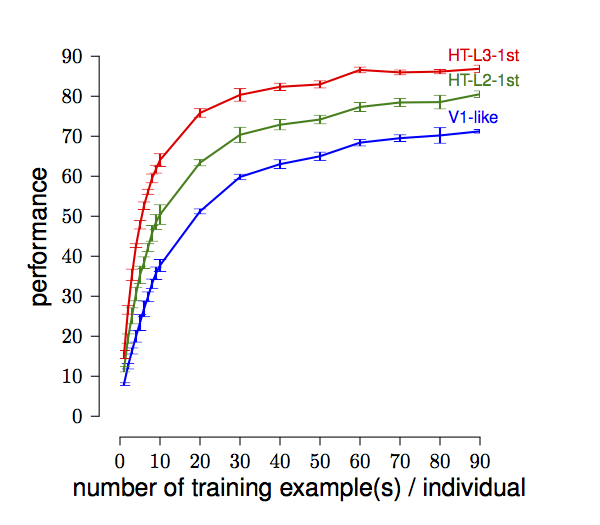 HT-L3-1st
HT-L2-1st
V1-like
90
80
70
60
50
40
30
20
10
0
performance
0 10 20 30 40 50 60 70 80 90
number of training example(s) / individual